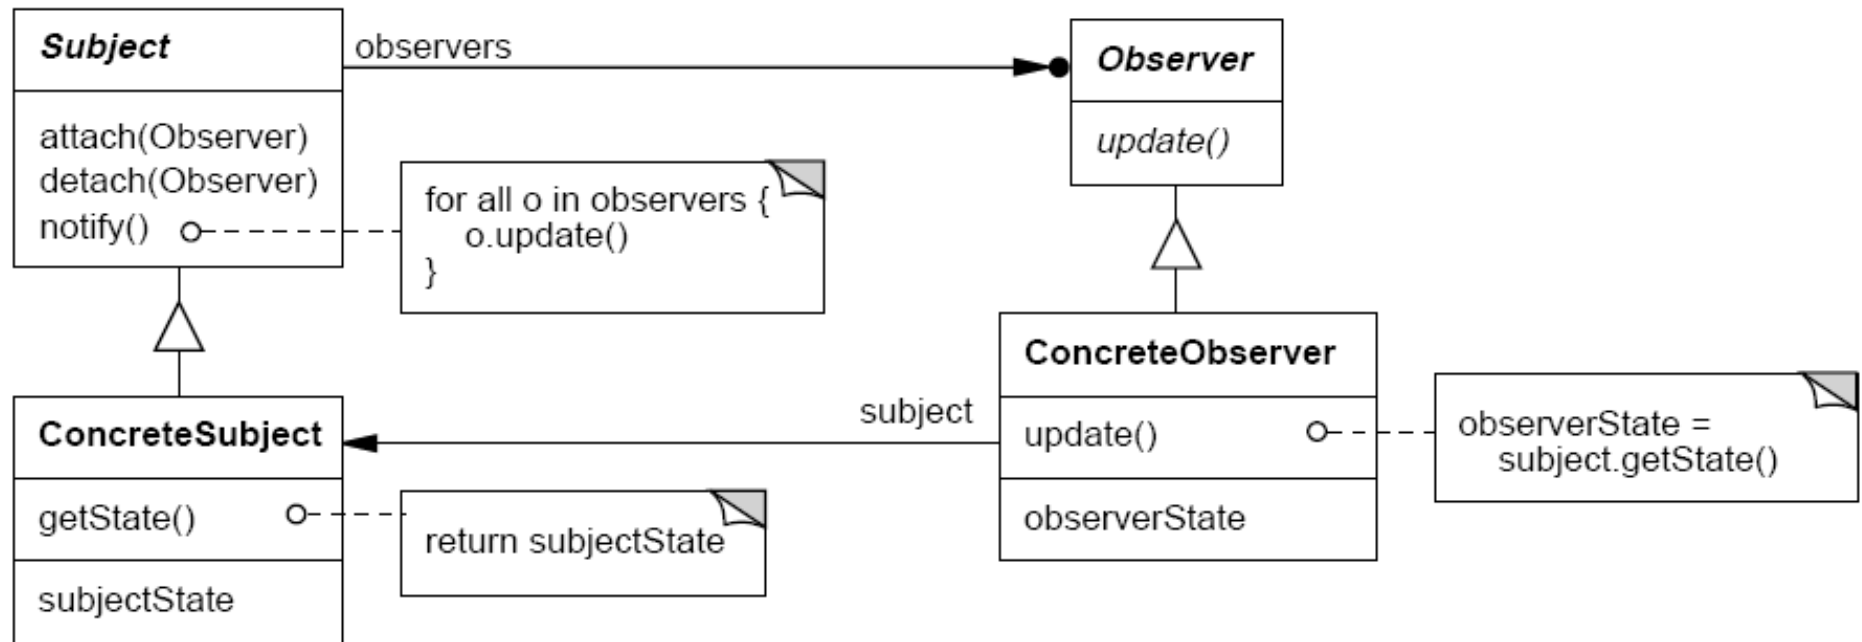 Subject
observers
attach(Observer)
detach(Observer)
notify()
for all o in observers {
o.update()
}
Observer
update()
ConcreteSubject
getState()
subjectState
return subjectState
subject
ConcreteObserver
update()
observerState
observerState =
subject.getState()